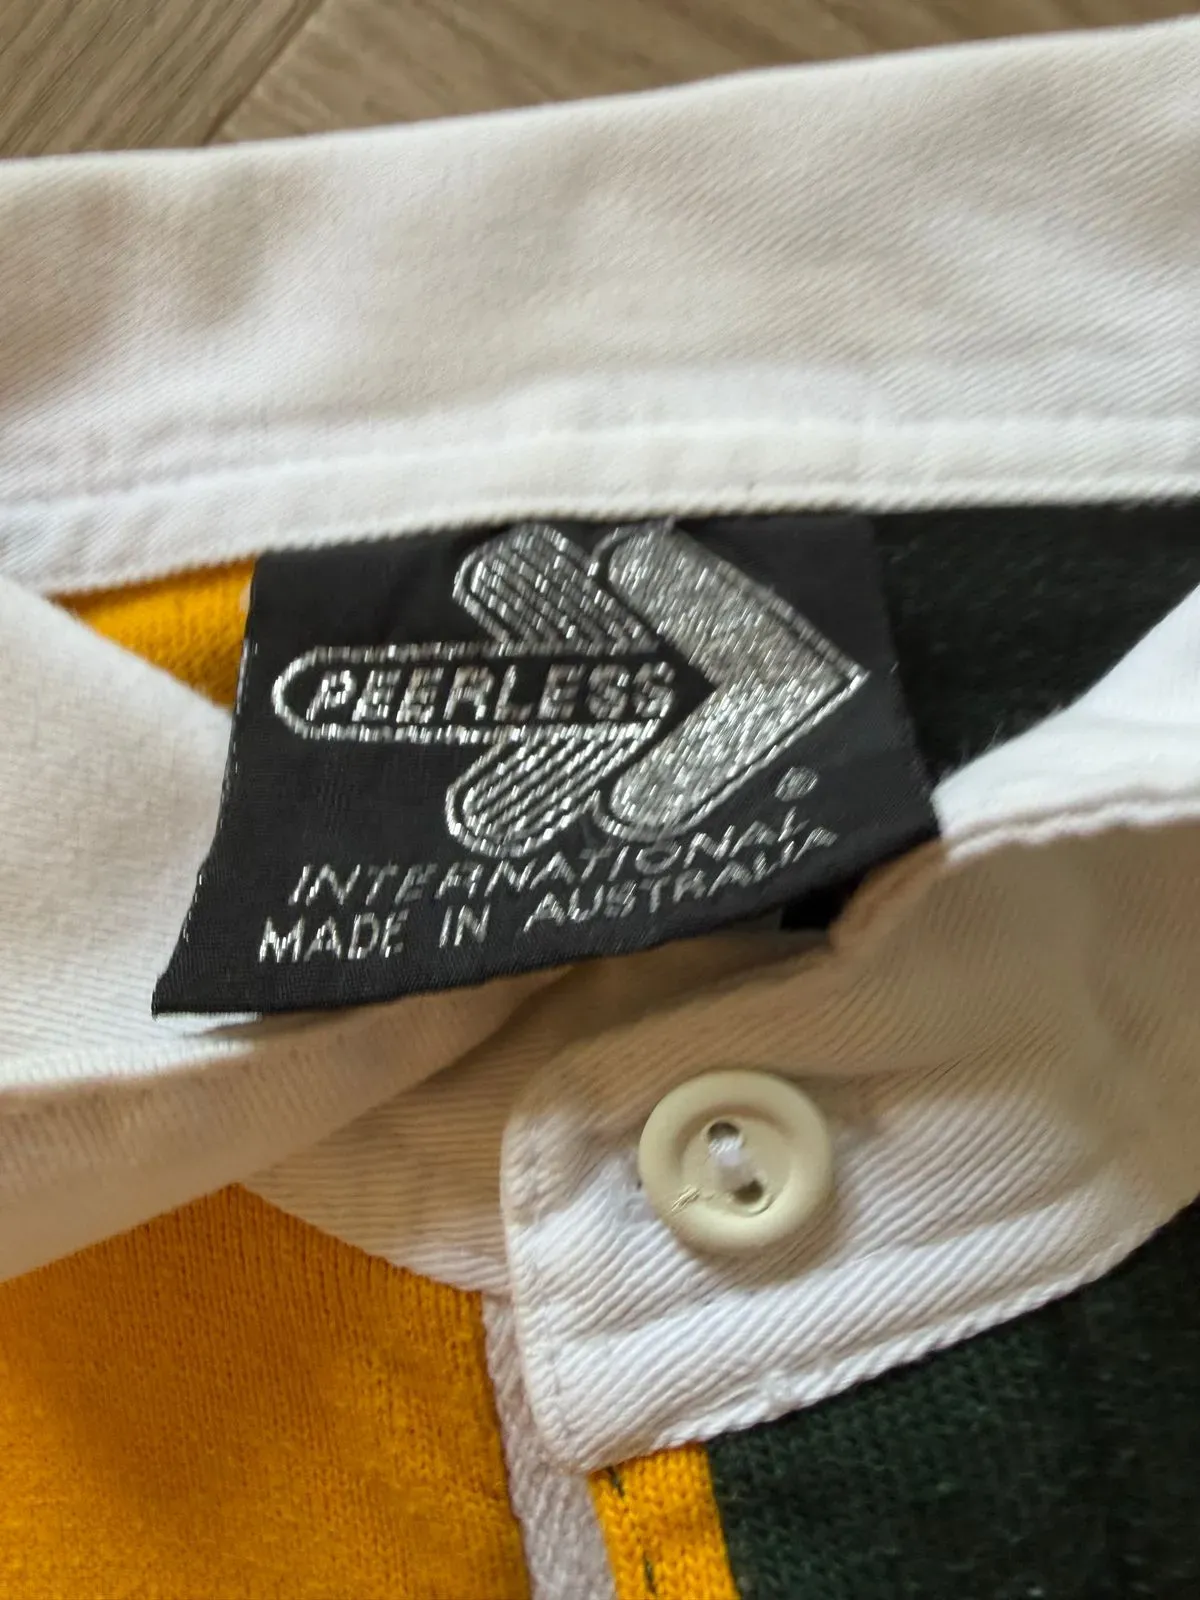 PEERLESS
®
INTERNATIONAL
MADE IN AUSTRALIA